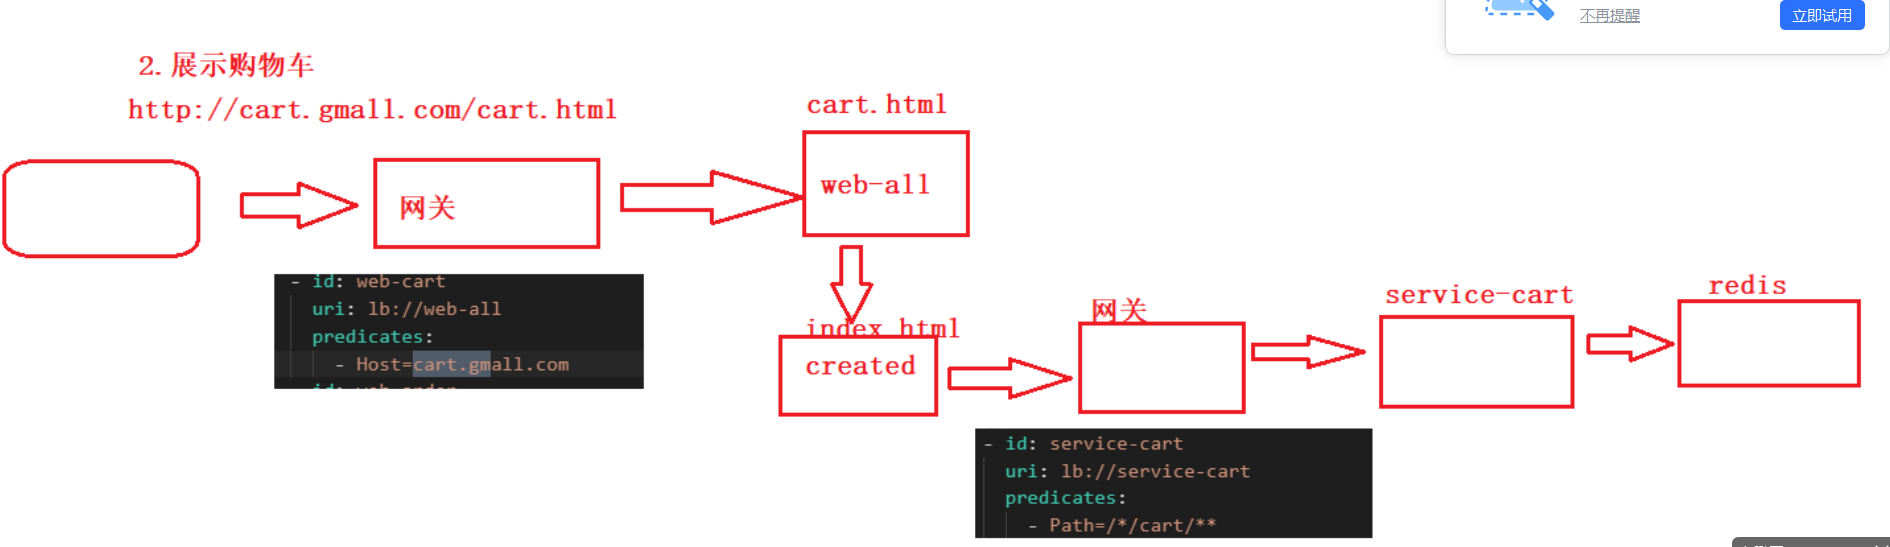 不再提醒
立即试用
2.展示购物车
http://cart.gmall.com/cart.html
cart.html
web-all
网关
- id: web-cart
uri: lb://web-all
predicates:
- Host=cart.gmall.com
index.html
created
网关
service-cart
redis
- id: service-cart
uri: lb://service-cart
predicates:
- Path=/*/cart/**